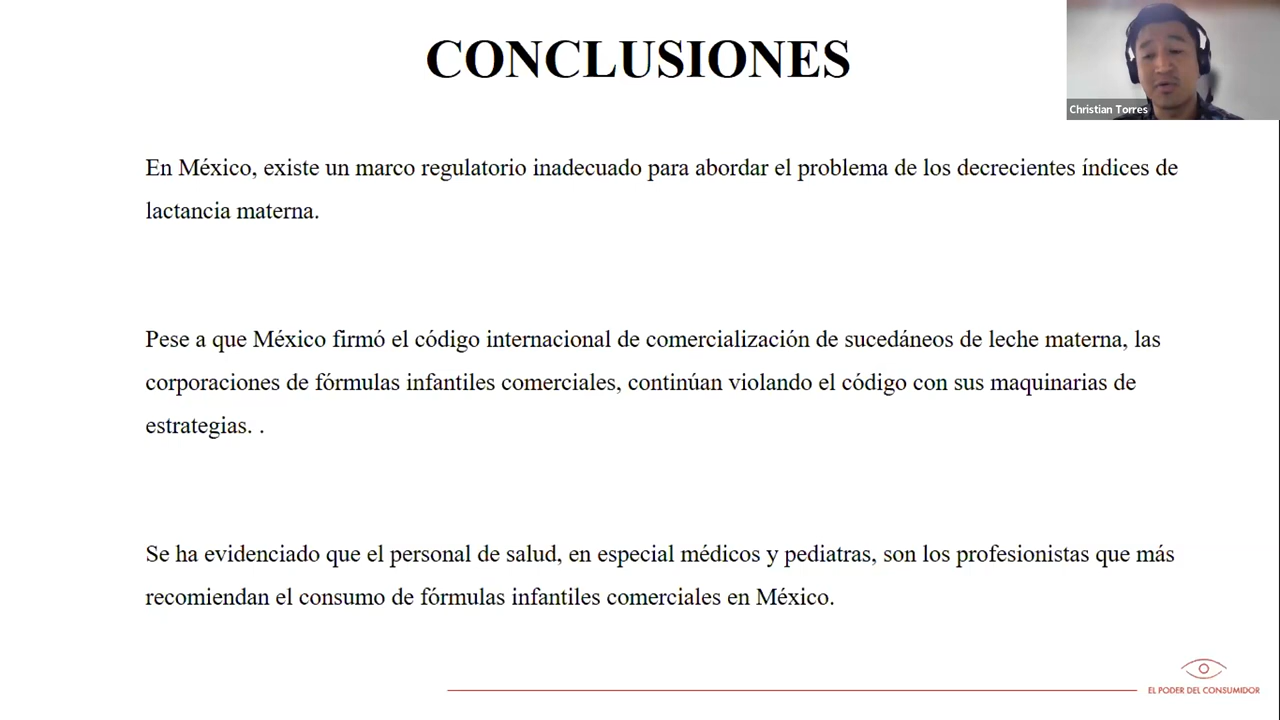 CONCLUSIONES
Christian Torres
En México, existe un marco regulatorio inadecuado para abordar el problema de los decrecientes índices de
lactancia materna.
Pese a que México firmó el código internacional de comercialización de sucedáneos de leche materna, las
corporaciones de fórmulas infantiles comerciales, continúan violando el código con sus maquinarias de
estrategias. .
Se ha evidenciado que el personal de salud, en especial médicos y pediatras, son los profesionistas que más
recomiendan el consumo de fórmulas infantiles comerciales en México.
EL PODER DEL CONSUMIDOR